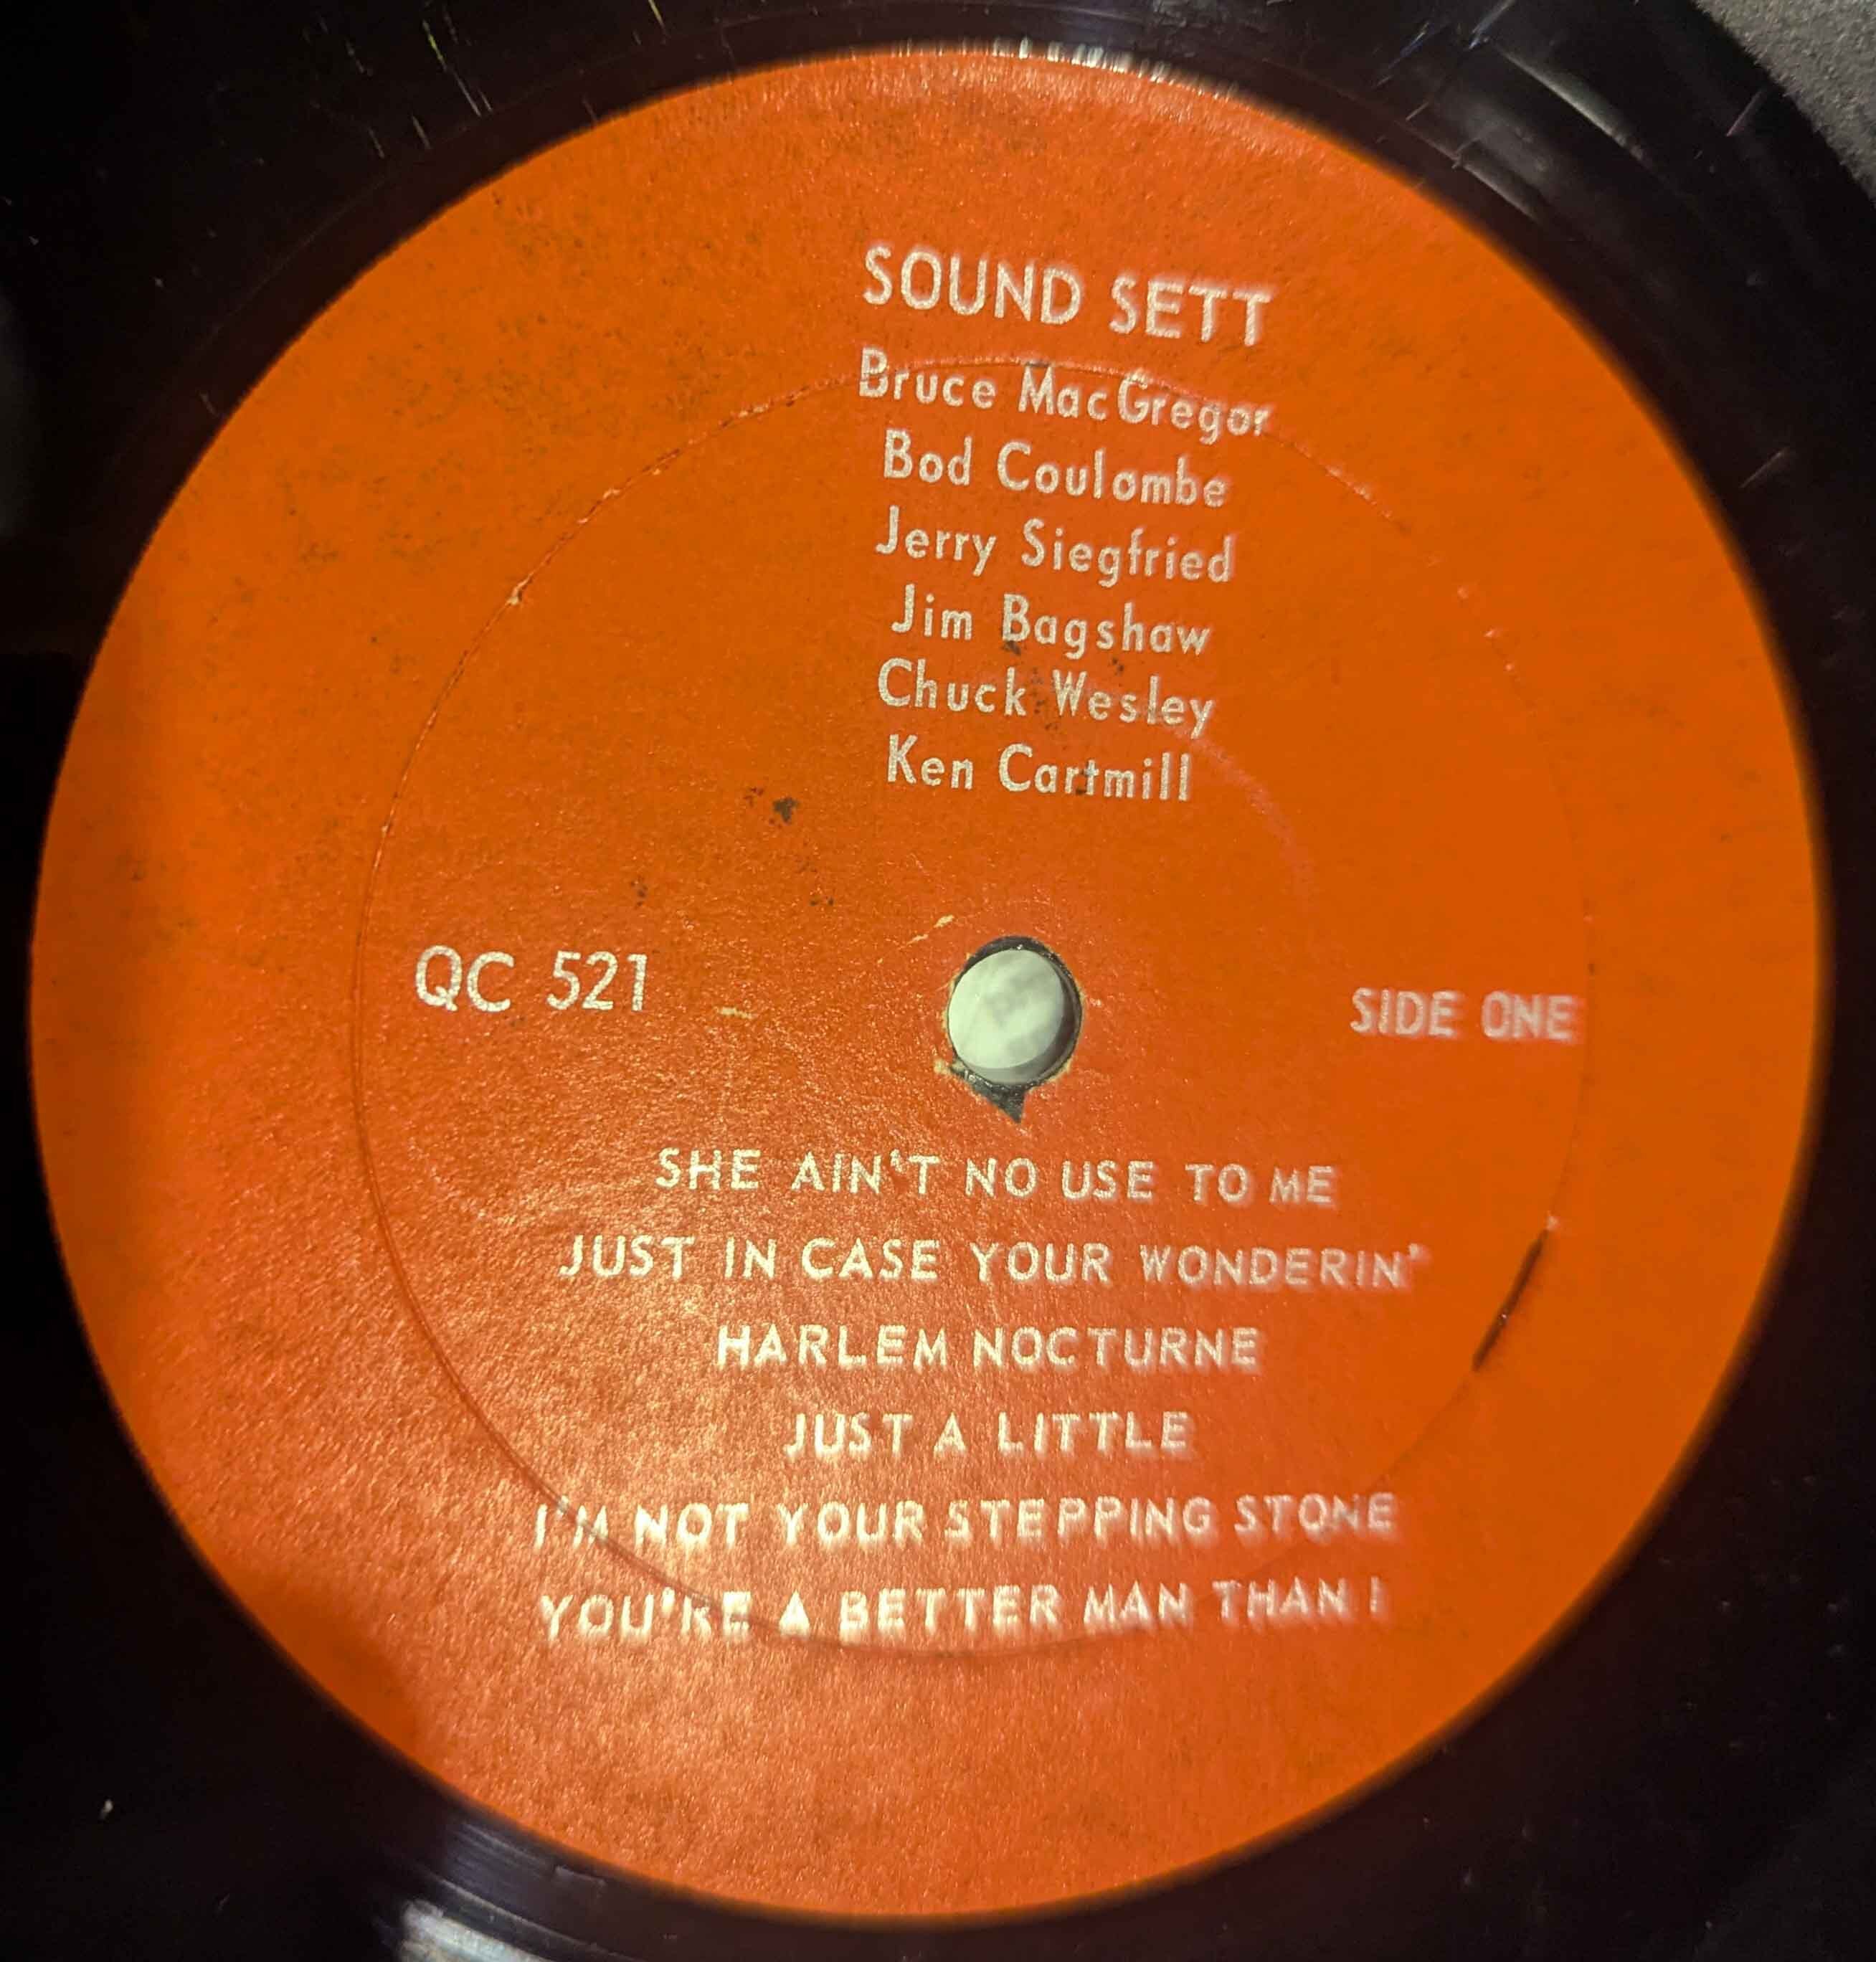 SOUND SETT
Bruce MacGregor
Bod Coulombe
Jerry Siegfried
Jim Bagshaw
Chuck Wesley
Ken Cartmill
QC 521
SIDE ONE
SHE AIN'T NO USE TO ME
JUST IN CASE YOUR WONDERIN'
HARLEM NOCTURNE
JUST A LITTLE
I'M NOT YOUR STEPPING STONE
YOU'RE A BETTER MAN THAN I